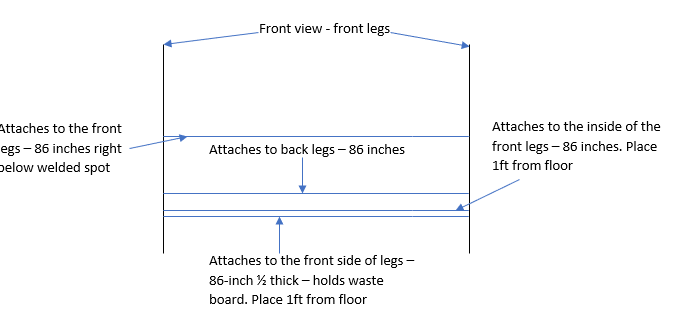 Front view - front legs
Attaches to the front
egs – 86 inches right
below welded spot
Attaches to back legs – 86 inches
Attaches to the inside of the
front legs – 86 inches. Place
1ft from floor
Attaches to the front side of legs –
86-inch ½ thick – holds waste
board. Place 1ft from floor